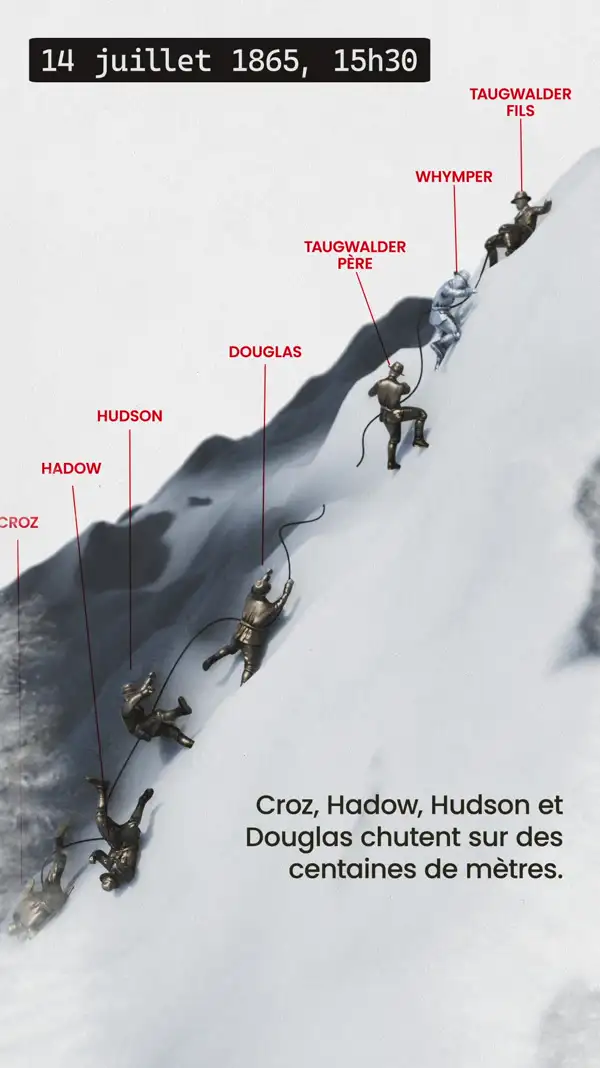 14 juillet 1865, 15h30
TAUGWALDER
FILS
WHYMPER
TAUGWALDER
PÈRE
DOUGLAS
HUDSON
HADOW
CROZ
Croz, Hadow, Hudson et
Douglas chutent sur des
centaines de mètres.